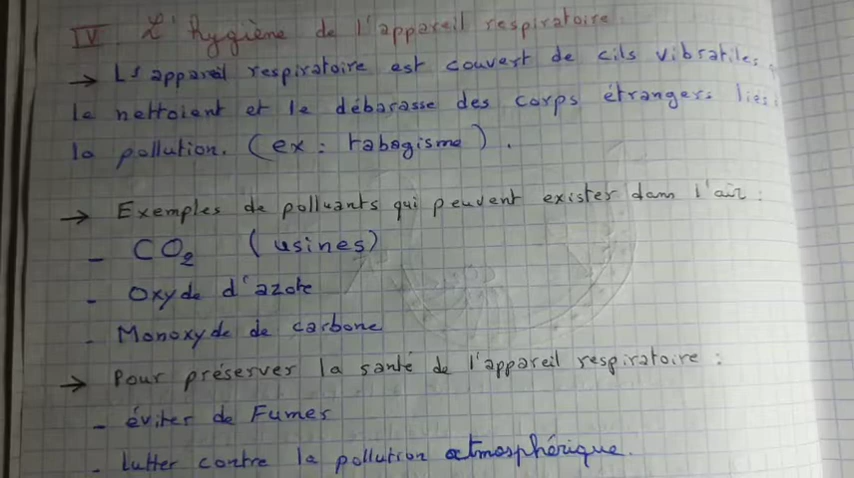 IV L'hygiène de l'appareil respiratoire
→ L'appareil respiratoire est couvert de cils vibratiles,
le nettoient et le débarasse des corps étrangers liés
la pollution. (ex : tabagisme).
→ Exemples de polluants qui peuvent exister dans l'air :
- CO2 (usines)
- Oxyde d'azote
- Monoxyde de carbone
→ Pour préserver la santé de l'appareil respiratoire :
- éviter de Fumer
- Lutter contre la pollution atmosphérique.